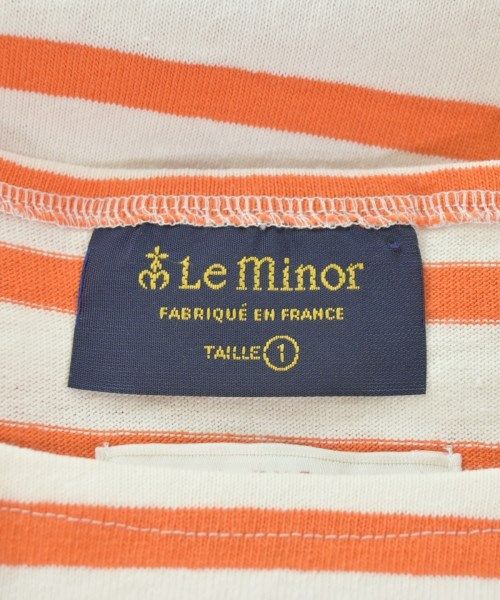 Le Minor
FABRIQUÉ EN FRANCE
TAILLE 1